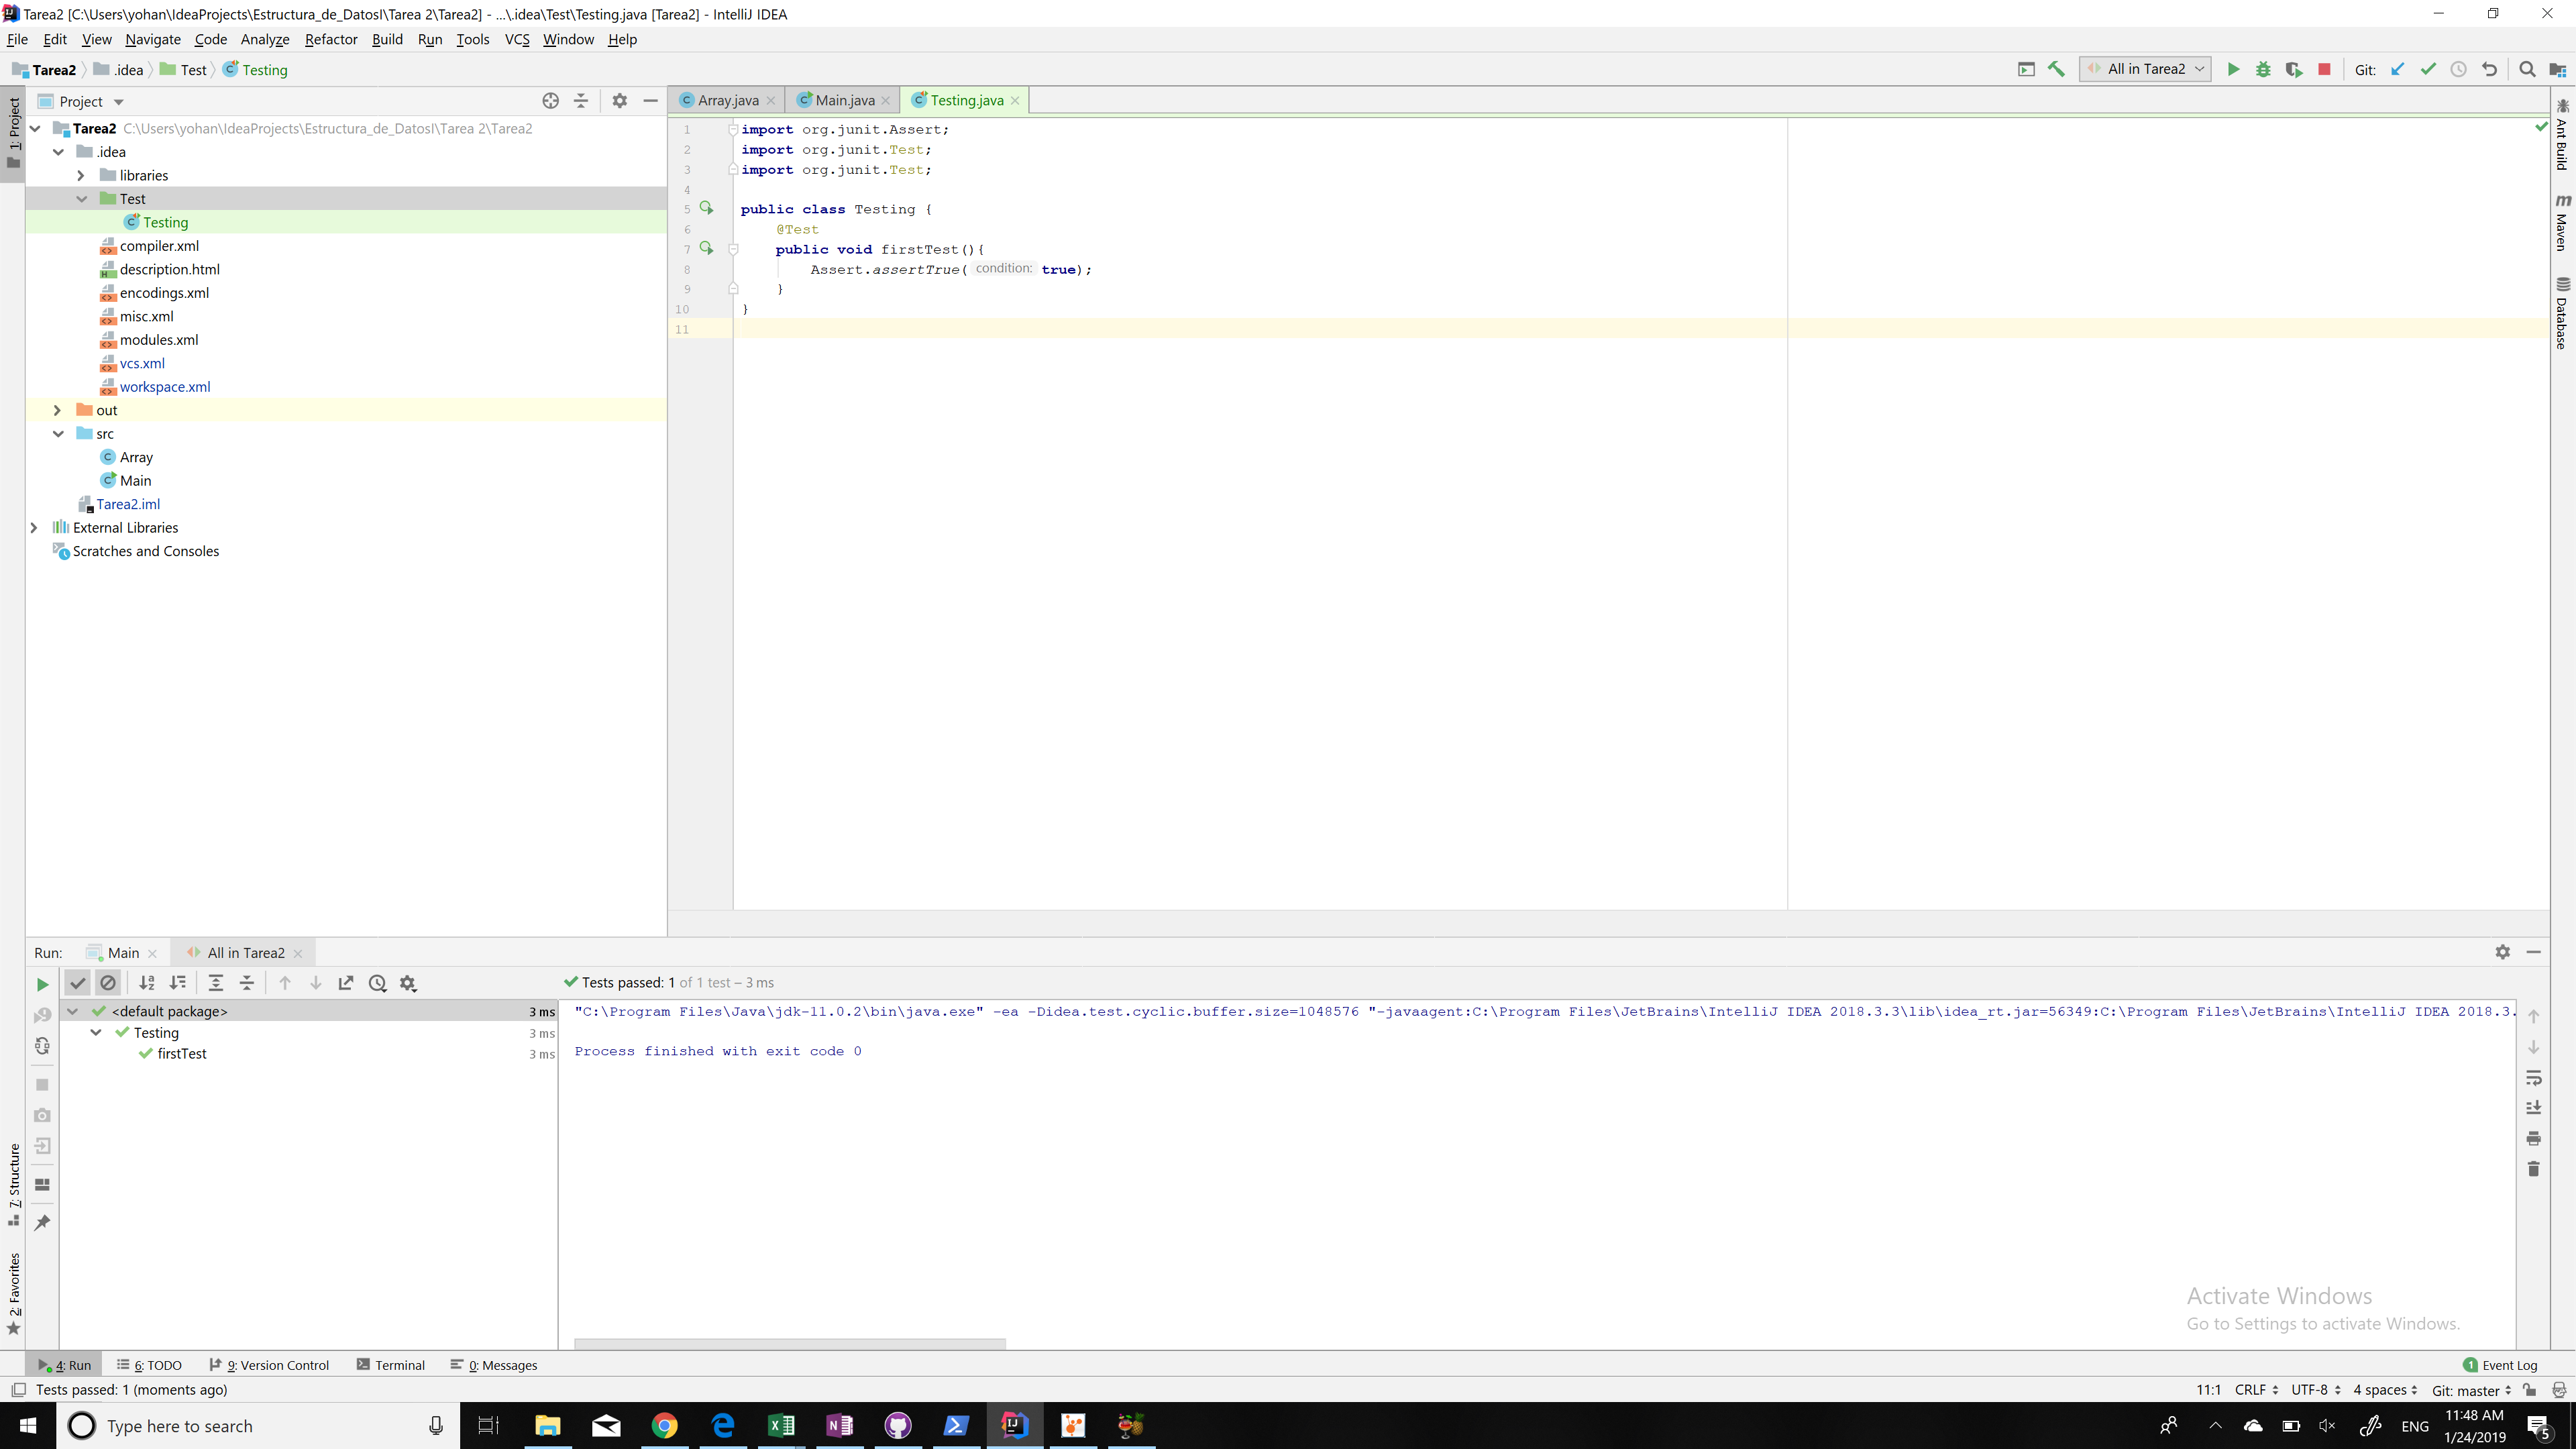 Tarea2 [C:\Users\yohan\IdeaProjects\Estructura_de_DatosI\Tarea 2\Tarea2] - ...\.idea\Test\Testing.java [Tarea2] - IntelliJ IDEA
File Edit View Navigate Code Analyze Refactor Build Run Tools VCS Window Help
Tarea2 .idea Test Testing
All in Tarea2
Git:
1: Project
Project
Array.java
Main.java
Testing.java
Tarea2 C:\Users\yohan\IdeaProjects\Estructura_de_DatosI\Tarea 2\Tarea2
.idea
libraries
Test
Testing
compiler.xml
description.html
encodings.xml
misc.xml
modules.xml
vcs.xml
workspace.xml
out
src
Array
Main
Tarea2.iml
External Libraries
Scratches and Consoles
1 import org.junit.Assert;
2 import org.junit.Test;
3 import org.junit.Test;
4
5 public class Testing {
6 @Test
7 public void firstTest(){
8 Assert.assertTrue( condition: true);
9 }
10 }
11
Ant Build
Maven
Database
Run: Main All in Tarea2
Tests passed: 1 of 1 test – 3 ms
<default package> 3 ms
Testing 3 ms
firstTest 3 ms
"C:\Program Files\Java\jdk-11.0.2\bin\java.exe" -ea -Didea.test.cyclic.buffer.size=1048576 "-javaagent:C:\Program Files\JetBrains\IntelliJ IDEA 2018.3.3\lib\idea_rt.jar=56349:C:\Program Files\JetBrains\IntelliJ IDEA 2018.3.
Process finished with exit code 0
7: Structure
2: Favorites
Activate Windows
Go to Settings to activate Windows.
4: Run 6: TODO 9: Version Control Terminal 0: Messages
1 Event Log
Tests passed: 1 (moments ago)
11:1 CRLF UTF-8 4 spaces Git: master
Type here to search
ENG
11:48 AM
1/24/2019
5